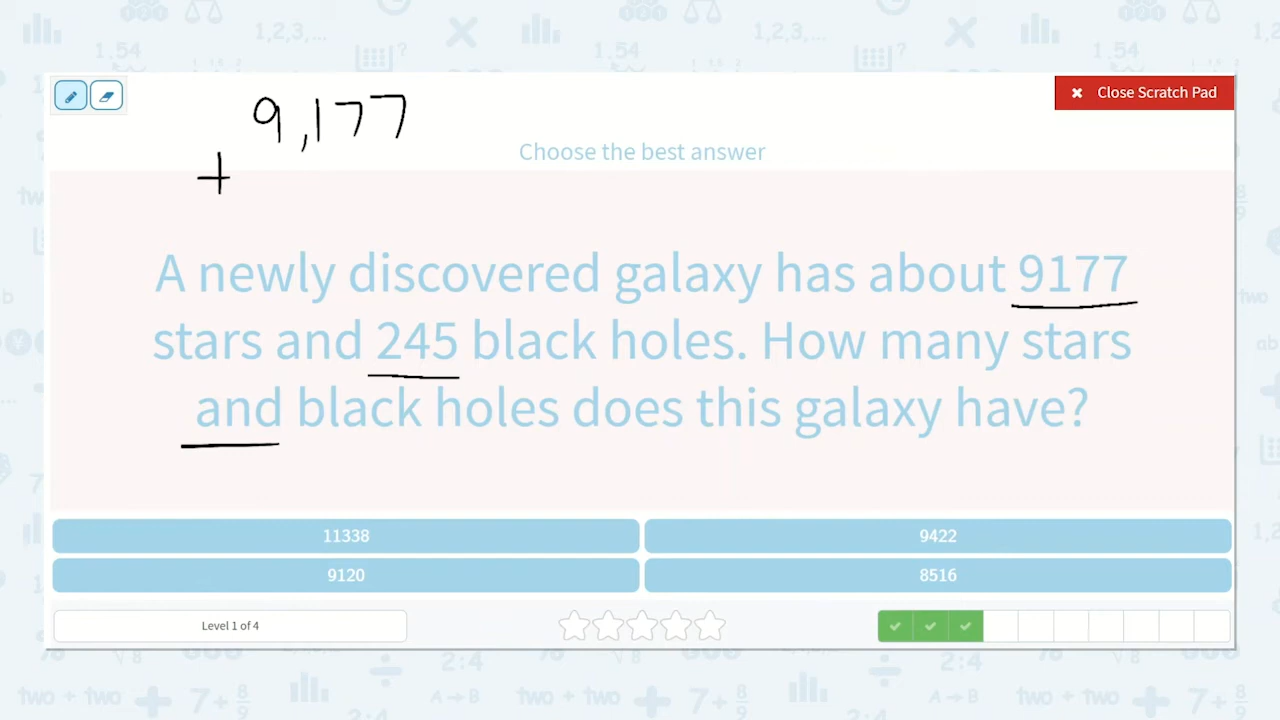 9,177
✖ Close Scratch Pad
Choose the best answer
+
A newly discovered galaxy has about 9177
stars and 245 black holes. How many stars
and black holes does this galaxy have?
11338
9422
9120
8516
Level 1 of 4